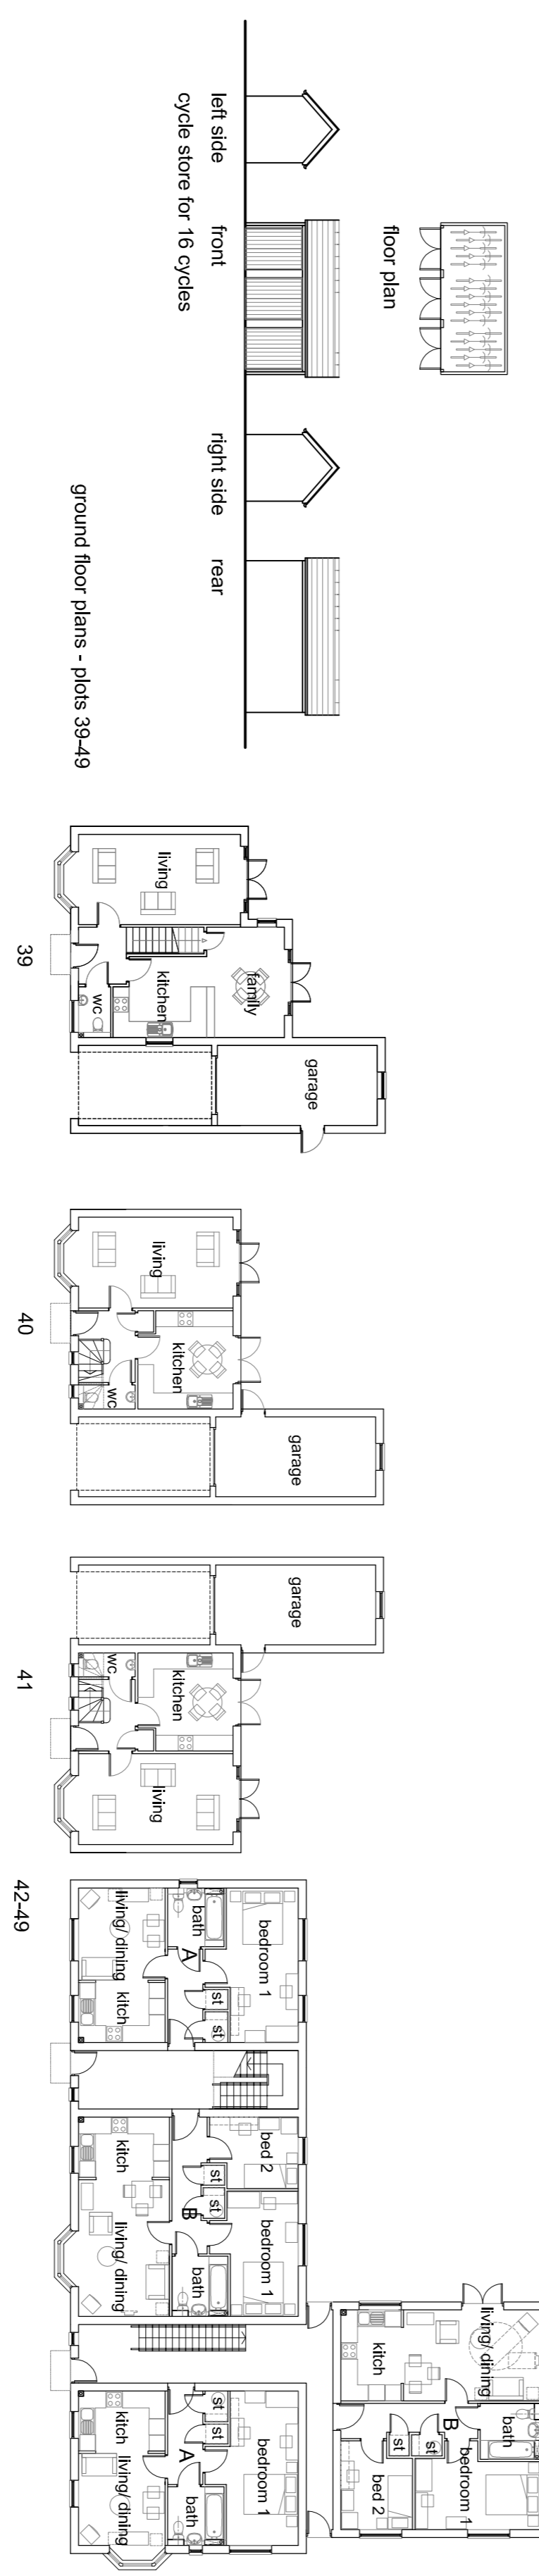 floor plan
left side
front
right side
rear
cycle store for 16 cycles
ground floor plans - plots 39-49
living
family
kitchen
wc
garage
39
living
kitchen
wc
garage
40
garage
wc
kitchen
living
41
bedroom 1
bath
A
st
st
living/ dining
kitch
bed 2
st
st
B
bedroom 1
bath
kitch
living/ dining
bedroom 1
st
st
A
bath
kitch
living/ dining
living/ dining
kitch
bath
B
st
st
bedroom 1
bed 2
42-49